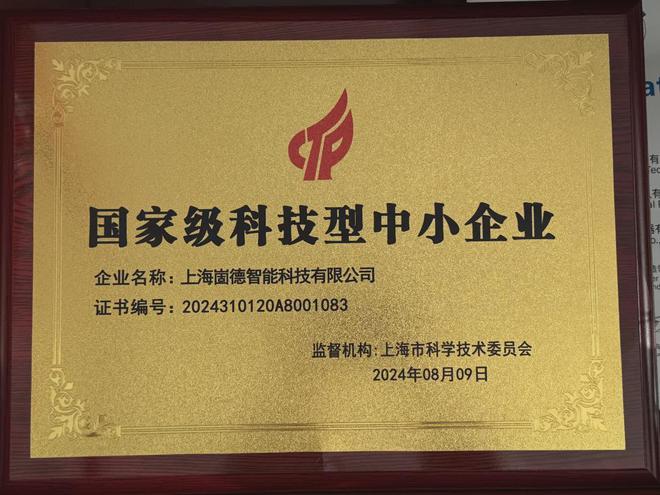 国家级科技型中小企业
企业名称：上海崮德智能科技有限公司
证书编号：2024310120A8001083
监督机构:上海市科学技术委员会
2024年08月09日